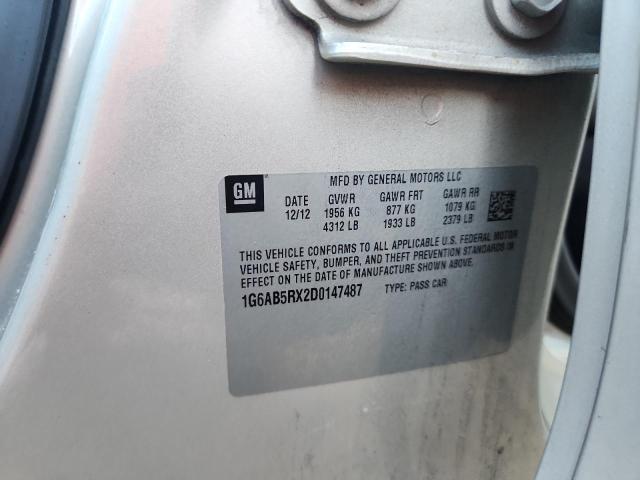 MFD BY GENERAL MOTORS LLC
GM
DATE GVWR GAWR FRT GAWR RR
12/12 1956 KG 877 KG 1079 KG
4312 LB 1933 LB 2379 LB
THIS VEHICLE CONFORMS TO ALL APPLICABLE U.S. FEDERAL MOTOR
VEHICLE SAFETY, BUMPER, AND THEFT PREVENTION STANDARDS IN
EFFECT ON THE DATE OF MANUFACTURE SHOWN ABOVE.
1G6AB5RX2D0147487 TYPE: PASS CAR